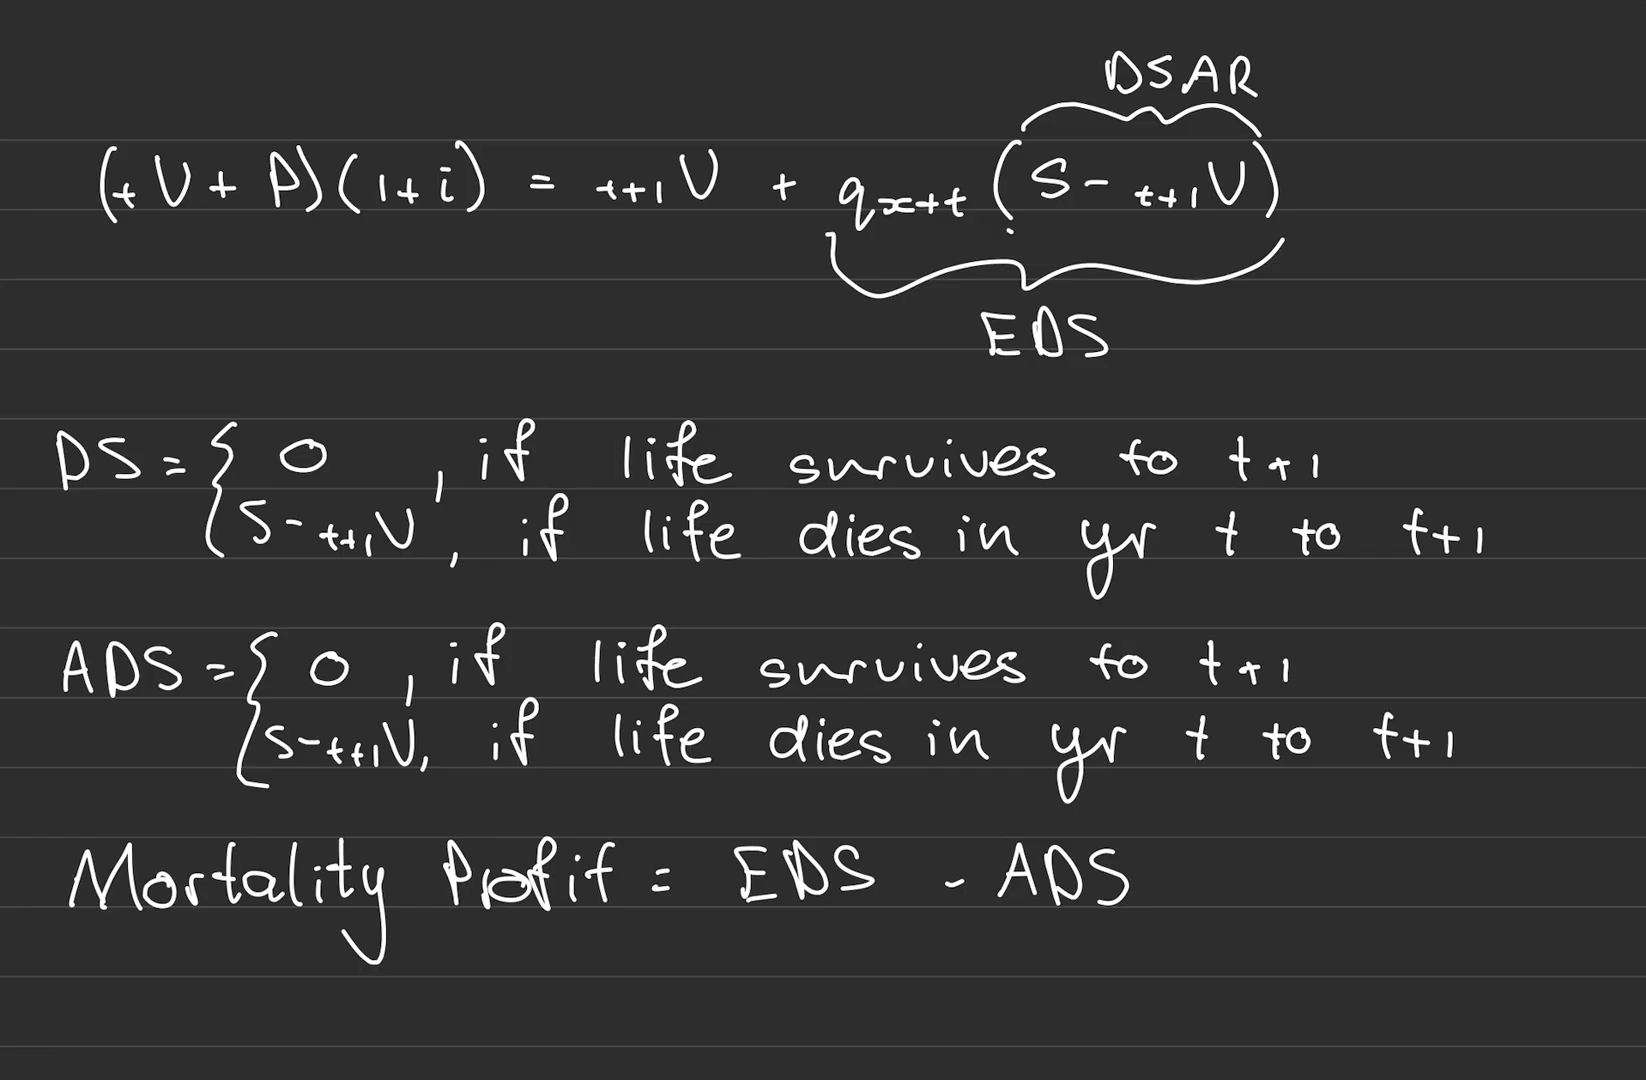 DSAR
(tV + P)(1+i) = t+1V + qx+t (S - t+1V)
EDS
DS = { 0 , if life survives to t+1
S - t+1V , if life dies in yr t to t+1
ADS = { 0 , if life survives to t+1
S - t+1V, if life dies in yr t to t+1
Mortality Profit = EDS - ADS